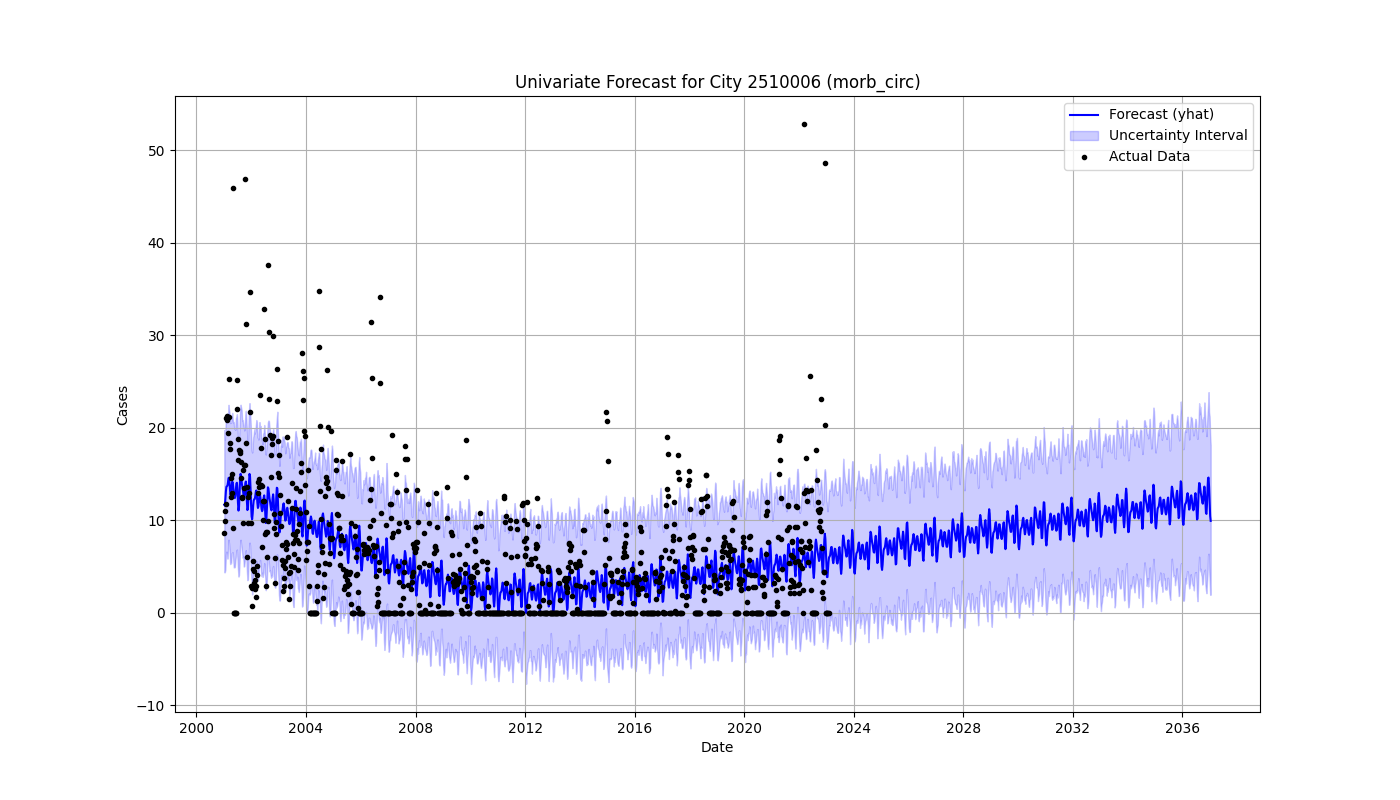 Univariate Forecast for City 2510006 (morb_circ)
Forecast (yhat)
Uncertainty Interval
Actual Data
Cases
50
40
30
20
10
0
−10
2000 2004 2008 2012 2016 2020 2024 2028 2032 2036
Date